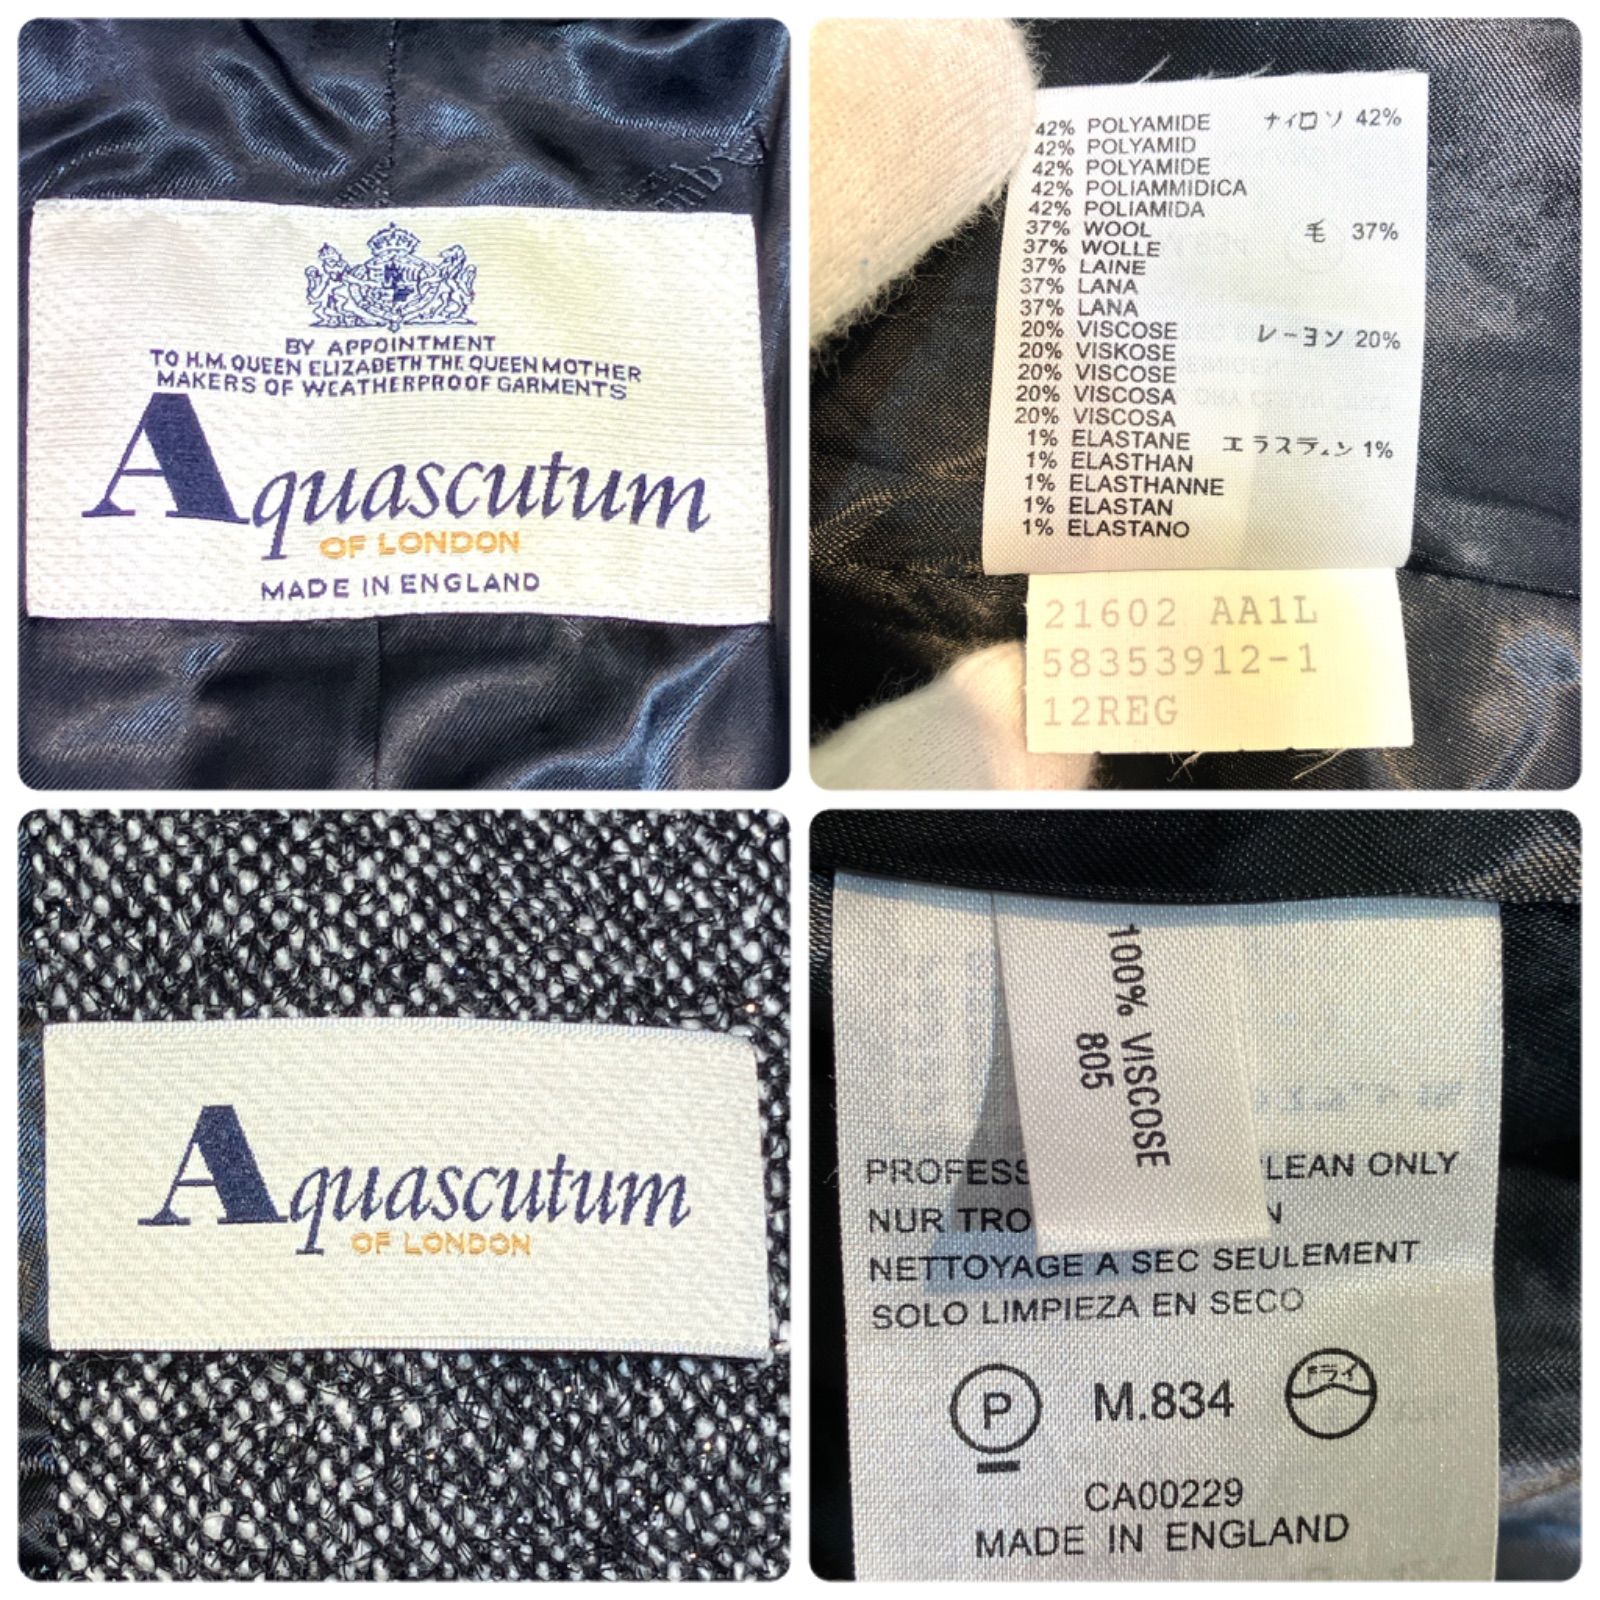 BY APPOINTMENT
TO H.M. QUEEN ELIZABETH THE QUEEN MOTHER
MAKERS OF WEATHERPROOF GARMENTS
Aquascutum
OF LONDON
MADE IN ENGLAND
42% POLYAMIDE ナイロン 42%
42% POLYAMID
42% POLYAMIDE
42% POLIAMMIDICA
42% POLIAMIDA
37% WOOL 毛 37%
37% WOLLE
37% LAINE
37% LANA
37% LANA
20% VISCOSE レーヨン 20%
20% VISKOSE
20% VISCOSE
20% VISCOSA
20% VISCOSA
1% ELASTANE エラスティン 1%
1% ELASTHAN
1% ELASTHANNE
1% ELASTAN
1% ELASTANO
21602 AA1L
58353912-1
12REG
Aquascutum
OF LONDON
100% VISCOSE
805
PROFESS LEAN ONLY
NUR TRO N
NETTOYAGE A SEC SEULEMENT
SOLO LIMPIEZA EN SECO
P M.834 ドライ
CA00229
MADE IN ENGLAND